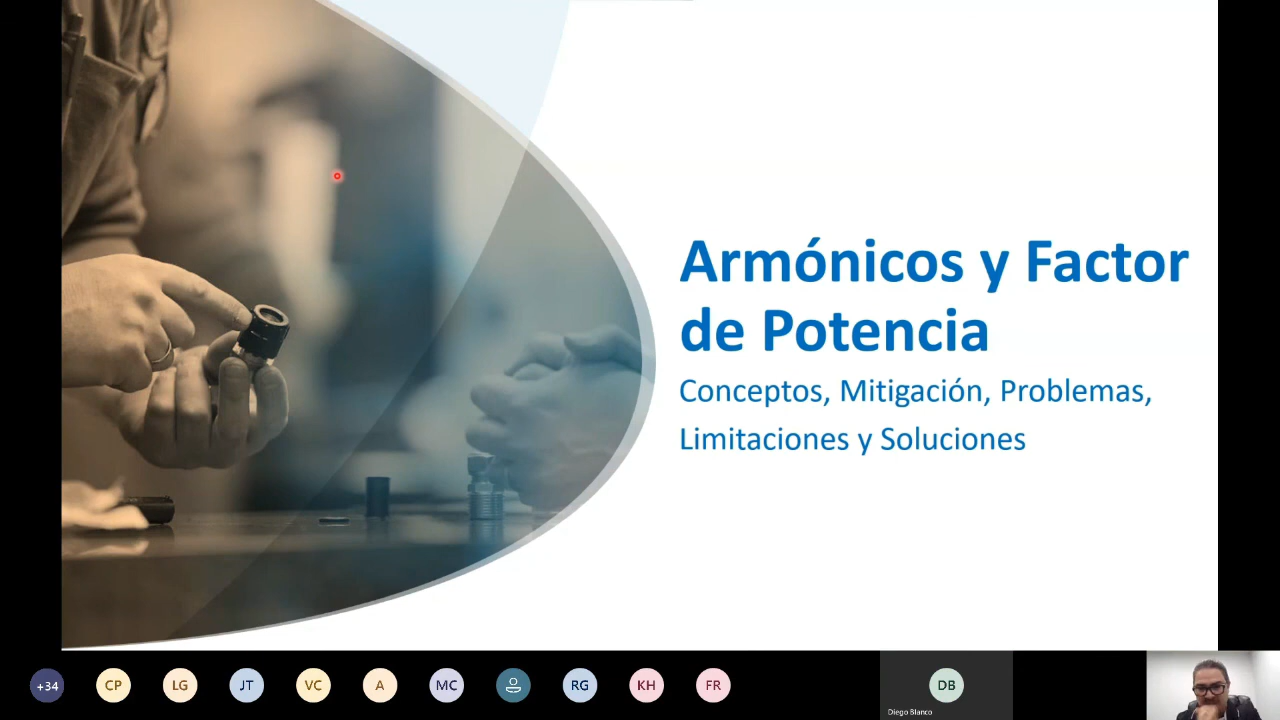 Armónicos y Factor
de Potencia
Conceptos, Mitigación, Problemas,
Limitaciones y Soluciones
+34
CP
LG
JT
VC
A
MC
RG
KH
FR
DB
Diego Blanco